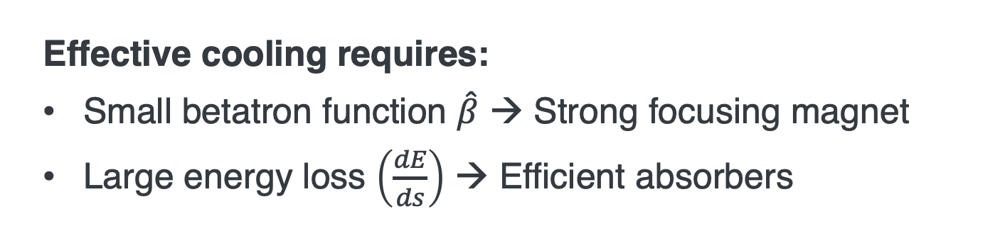 Effective cooling requires:
• Small betatron function β̂ → Strong focusing magnet
• Large energy loss (dE/ds) → Efficient absorbers